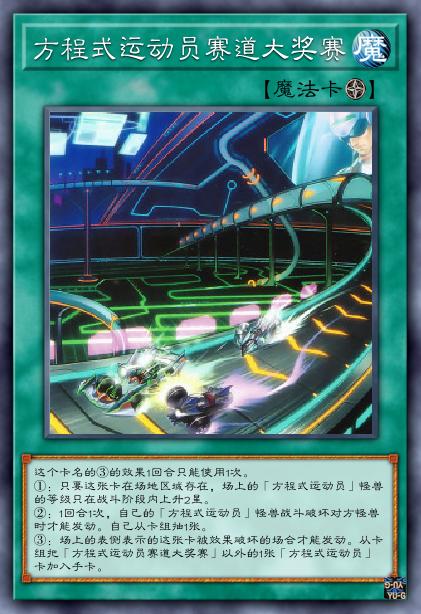 方程式运动员赛道大奖赛 魔
【魔法卡】
这个卡名的③的效果1回合只能使用1次。
①：只要这张卡在场地区域存在，场上的「方程式运动员」怪兽
的等级只在战斗阶段内上升2星。
②：1回合1次，自己的「方程式运动员」怪兽战斗破坏对方怪兽
时才能发动。自己从卡组抽1张。
③：场上的表侧表示的这张卡被效果破坏的场合才能发动。从卡
组把「方程式运动员赛道大奖赛」以外的1张「方程式运动员」
卡加入手卡。
YU-G